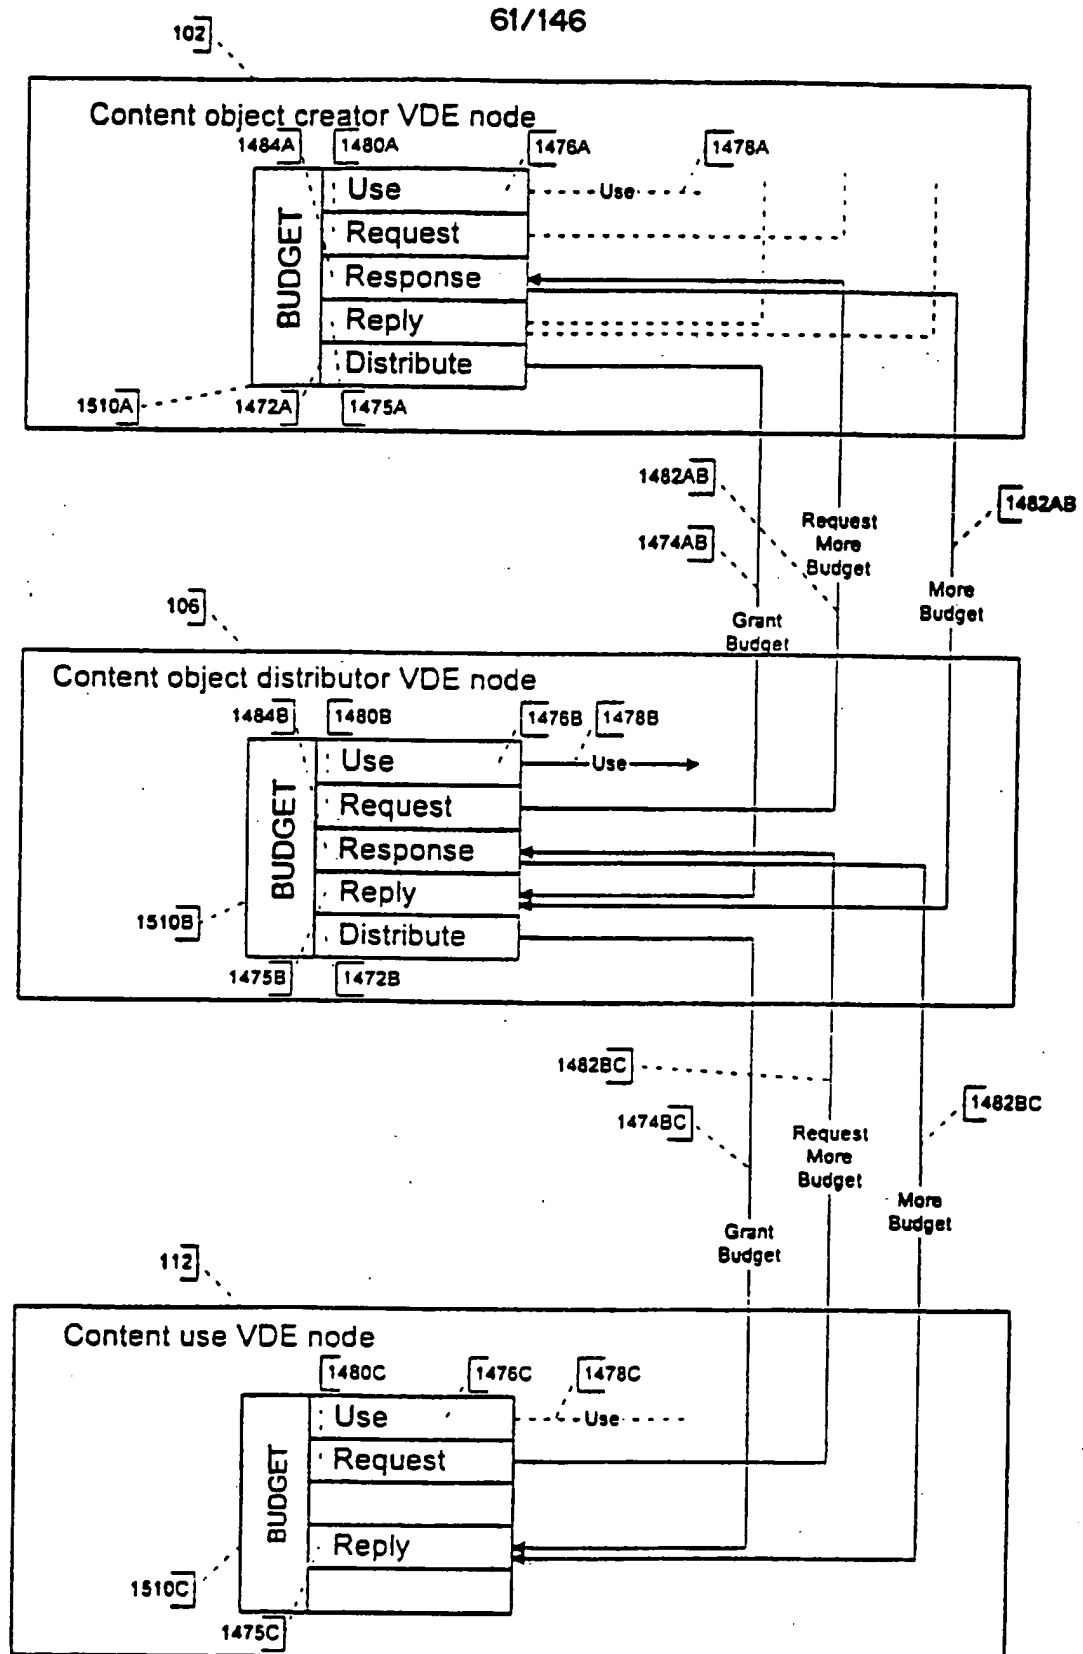 61/146
102
Content object creator VDE node
1484A
1480A
1476A
1478A
BUDGET
Use
Use
Request
Response
Reply
Distribute
1510A
1472A
1475A
1482AB
1482AB
1474AB
Request
More
Budget
More
Budget
Grant
Budget
106
Content object distributor VDE node
1484B
1480B
1476B
1478B
BUDGET
Use
Use
Request
Response
Reply
Distribute
1510B
1475B
1472B
1482BC
1482BC
1474BC
Request
More
Budget
More
Budget
Grant
Budget
112
Content use VDE node
1480C
1476C
1478C
BUDGET
Use
Use
Request
Reply
1510C
1475C